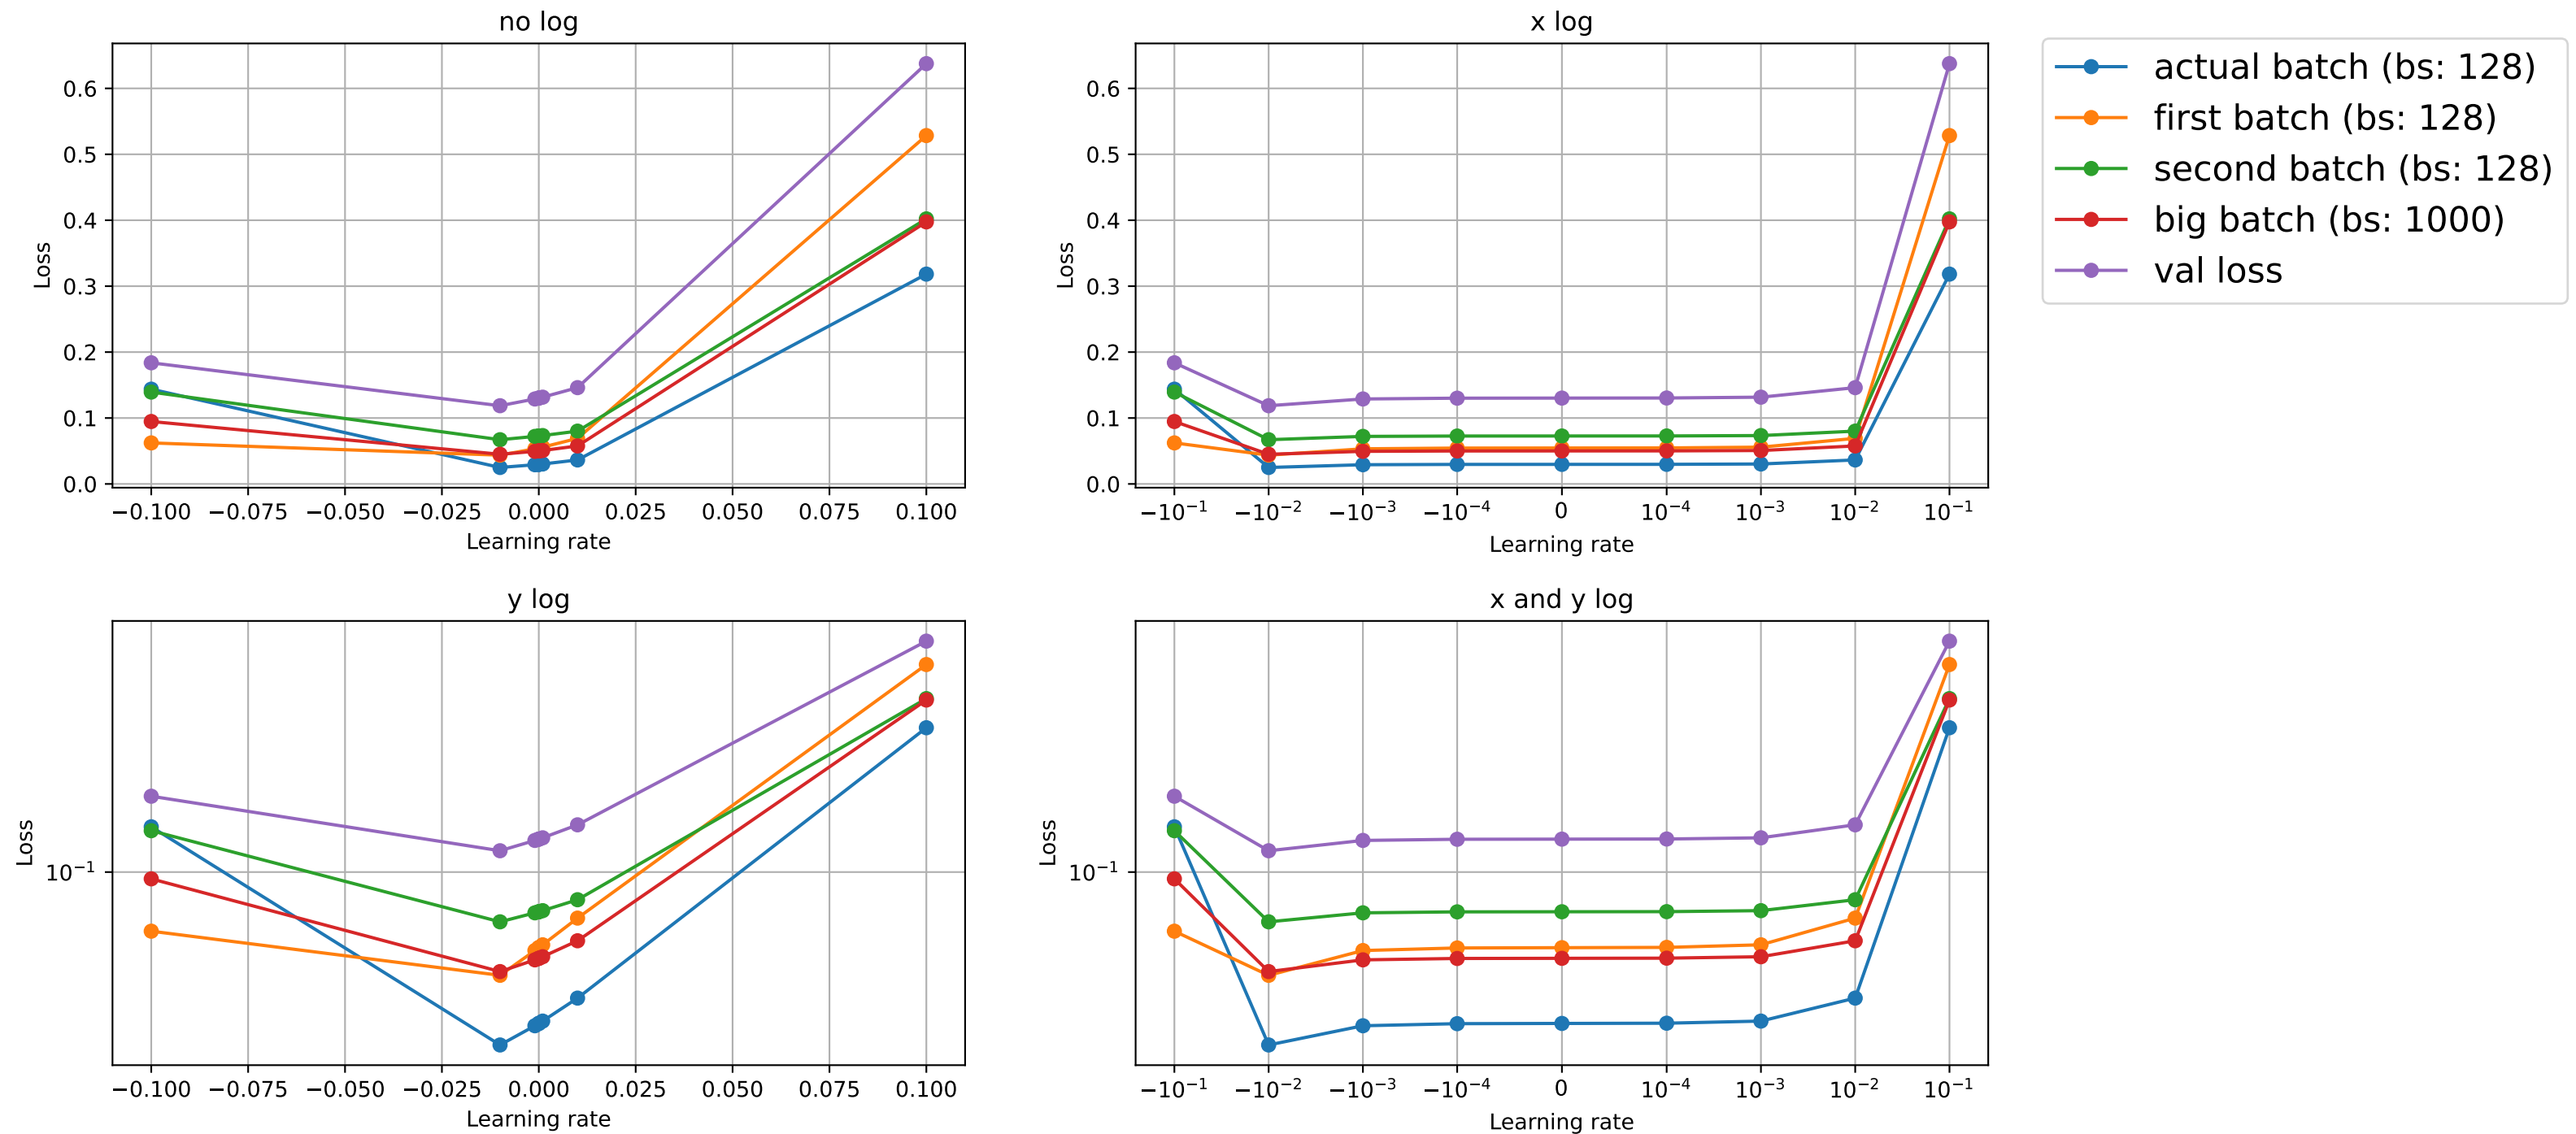 no log
Loss
0.6
0.5
0.4
0.3
0.2
0.1
0.0
−0.100 −0.075 −0.050 −0.025 0.000 0.025 0.050 0.075 0.100
Learning rate
x log
Loss
0.6
0.5
0.4
0.3
0.2
0.1
0.0
−10⁻¹ −10⁻² −10⁻³ −10⁻⁴ 0 10⁻⁴ 10⁻³ 10⁻² 10⁻¹
Learning rate
actual batch (bs: 128)
first batch (bs: 128)
second batch (bs: 128)
big batch (bs: 1000)
val loss
y log
Loss
10⁻¹
−0.100 −0.075 −0.050 −0.025 0.000 0.025 0.050 0.075 0.100
Learning rate
x and y log
Loss
10⁻¹
−10⁻¹ −10⁻² −10⁻³ −10⁻⁴ 0 10⁻⁴ 10⁻³ 10⁻² 10⁻¹
Learning rate